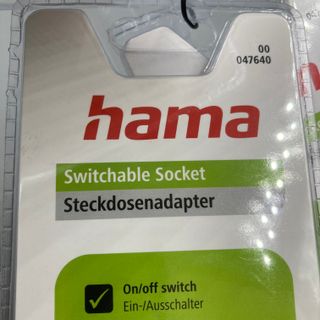 00
047640
hama
Switchable Socket
Steckdosenadapter
On/off switch
Ein-/Ausschalter